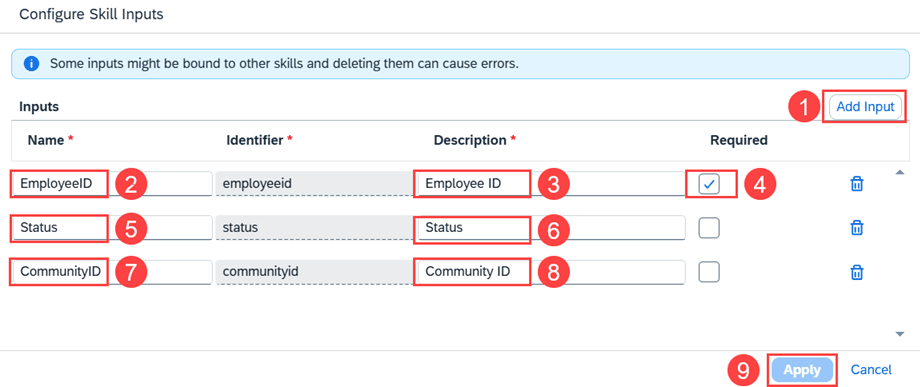 Configure Skill Inputs
Some inputs might be bound to other skills and deleting them can cause errors.
Inputs 1 Add Input
Name * Identifier * Description * Required
EmployeeID 2 employeeid Employee ID 3 4
Status 5 status Status 6
CommunityID 7 communityid Community ID 8
9 Apply Cancel